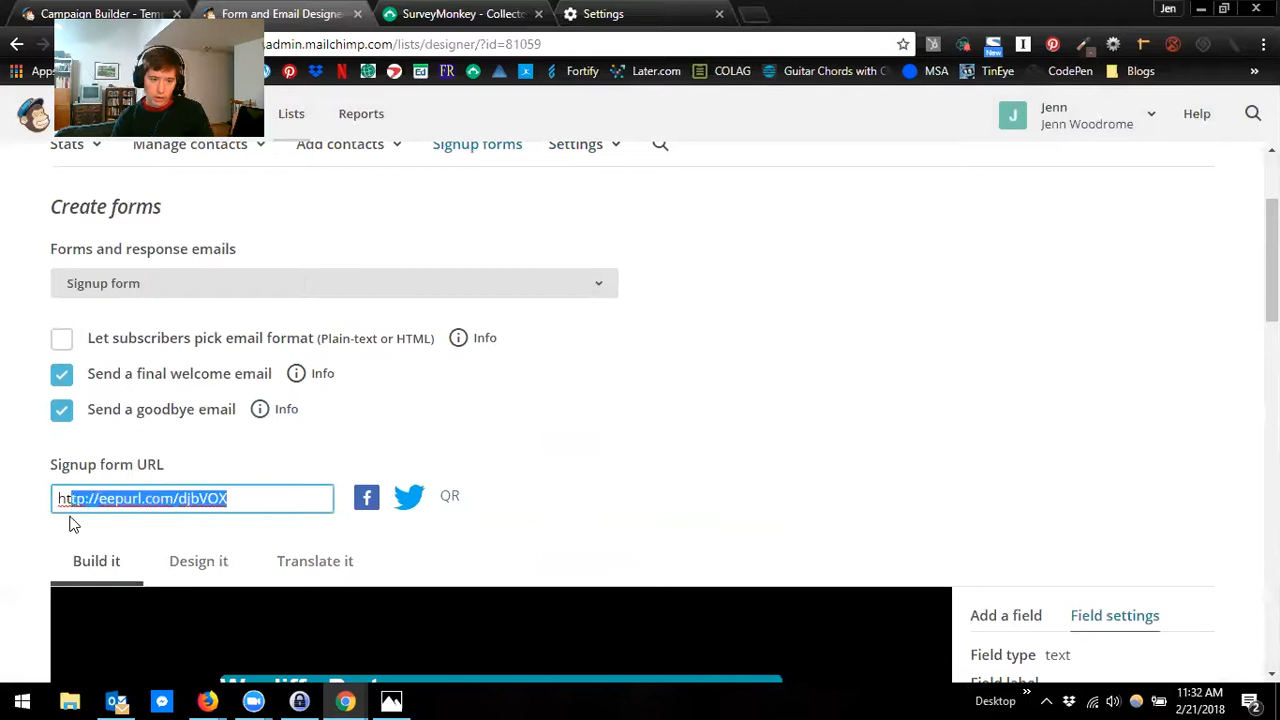 Campaign Builder - Tem
Form and Email Designe
SurveyMonkey - Collecto
Settings
Jen
admin.mailchimp.com/lists/designer/?id=81059
New
Apps
FR
Fortify
Later.com
COLAG
Guitar Chords with C
MSA
TinEye
CodePen
Blogs
»
Lists
Reports
J
Jenn
Jenn Woodrome
Help
Stats
Manage contacts
Add contacts
Signup forms
Settings
Create forms
Forms and response emails
Signup form
Let subscribers pick email format (Plain-text or HTML)
Info
Send a final welcome email
Info
Send a goodbye email
Info
Signup form URL
http://eepurl.com/djbVOX
QR
Build it
Design it
Translate it
Add a field
Field settings
Field type text
Desktop
»
11:32 AM
2/21/2018
2